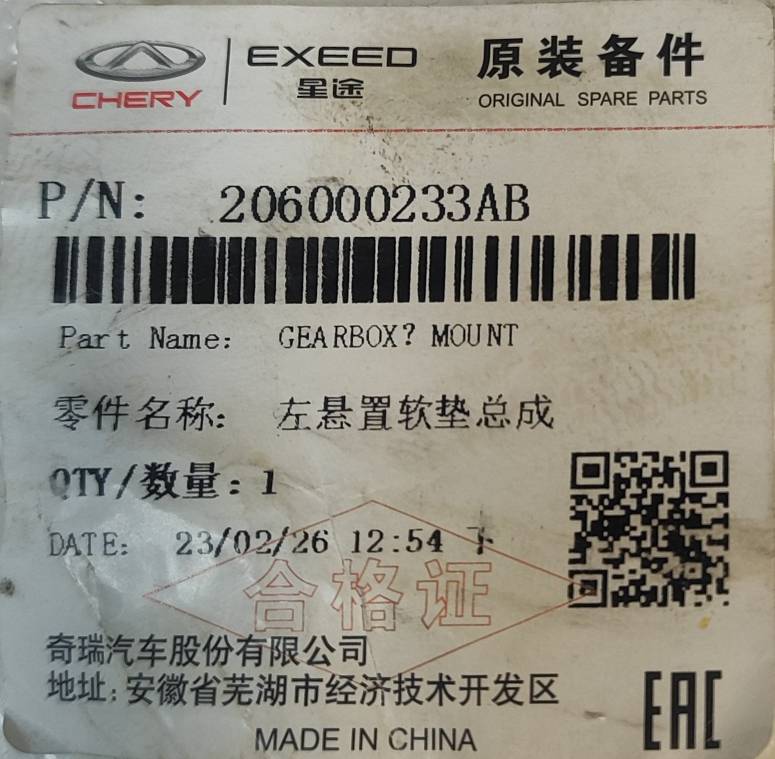 CHERY
EXEED
星途
原装备件
ORIGINAL SPARE PARTS
P/N: 206000233AB
Part Name: GEARBOX? MOUNT
零件名称: 左悬置软垫总成
QTY/数量: 1
DATE: 23/02/26 12:54 下
合格证
奇瑞汽车股份有限公司
地址:安徽省芜湖市经济技术开发区
MADE IN CHINA
EAC